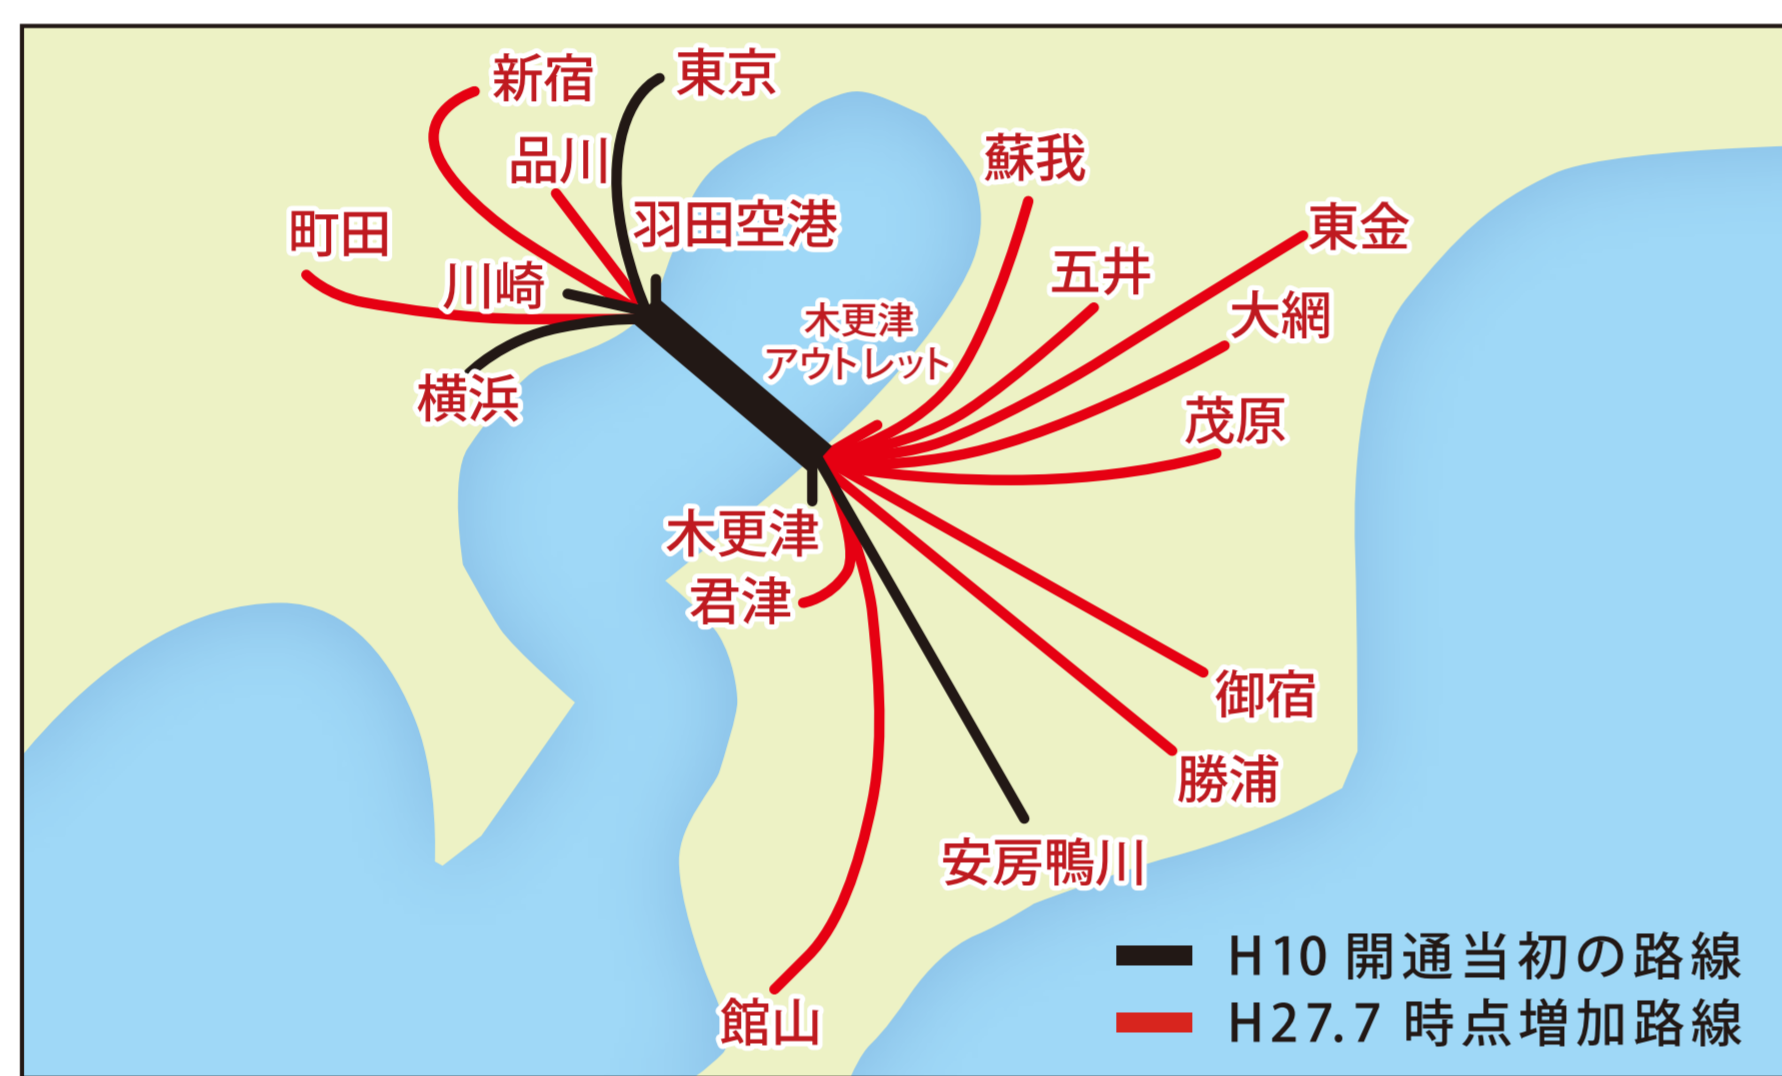 新宿
東京
品川
蘇我
町田
羽田空港
東金
川崎
五井
木更津
アウトレット
大網
横浜
茂原
木更津
君津
御宿
勝浦
安房鴨川
館山
H10 開通当初の路線
H27.7 時点増加路線